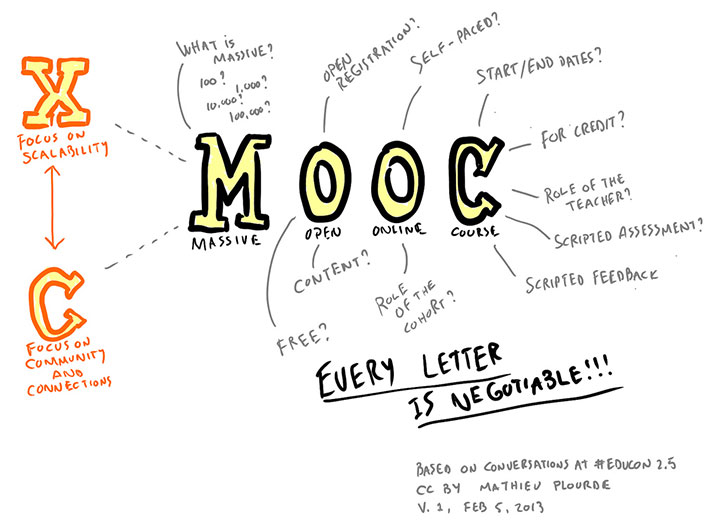 X
FOCUS ON
SCALABILITY
C
FOCUS ON
COMMUNITY
AND
CONNECTIONS
WHAT IS
MASSIVE?
100?
1,000?
10,000?
100,000?
OPEN
REGISTRATION?
SELF-PACED?
START/END DATES?
FOR CREDIT?
ROLE OF THE
TEACHER?
SCRIPTED ASSESSMENT?
SCRIPTED FEEDBACK
MOOC
MASSIVE OPEN ONLINE COURSE
FREE?
CONTENT?
ROLE
OF THE
COHORT?
EVERY LETTER
IS NEGOTIABLE!!!
BASED ON CONVERSATIONS AT #EDUCON 2.5
CC BY MATHIEU PLOURDE
V. 1, FEB 5, 2013